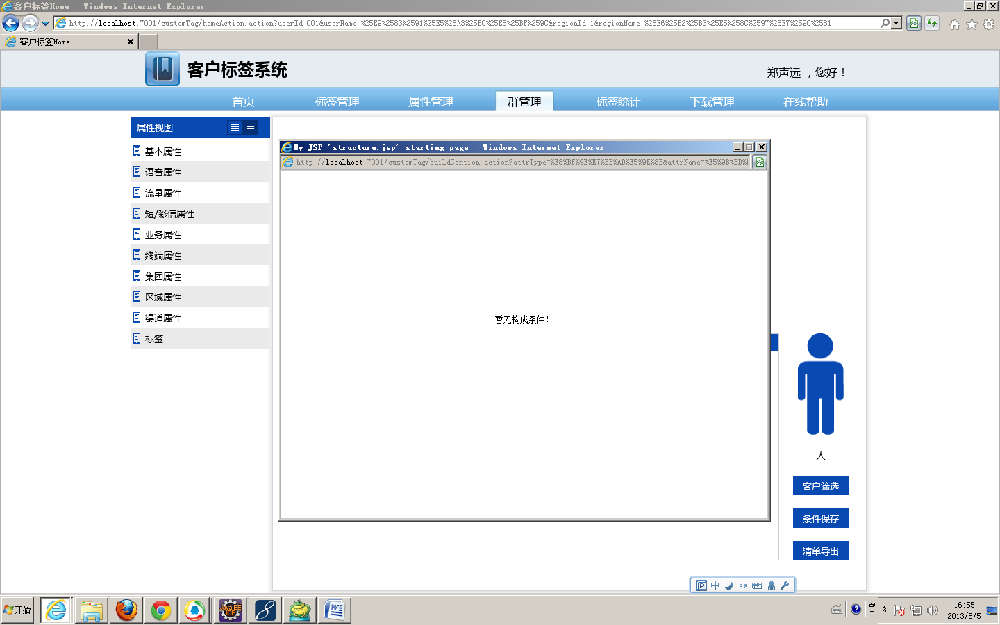 客户标签Home - Windows Internet Explorer
http://localhost:7001/customTag/homeAction.action?userId=001&userName=%25E9%2583%2591%25E5%25A3%25B0%25E8%25BF%259C&regionId=1&regionName=%25E6%25B2%25B3%25E5%258C%2597%25E7%259C%2581
客户标签Home
客户标签系统
郑声远 ，您好！
首页 标签管理 属性管理 群管理 标签统计 下载管理 在线帮助
属性视图
基本属性
语音属性
流量属性
短/彩信属性
业务属性
终端属性
集团属性
区域属性
渠道属性
标签
My JSP 'structure.jsp' starting page - Windows Internet Explorer
http://localhost:7001/customTag/buildContion.action?attrType=%E8%BF%9E%E7%BB%AD%E5%9E%8B&attrName=%E5%9B%BD%
暂无构成条件!
人
客户筛选
条件保存
清单导出
中
开始
Java EE
IDE
16:55
2013/8/5